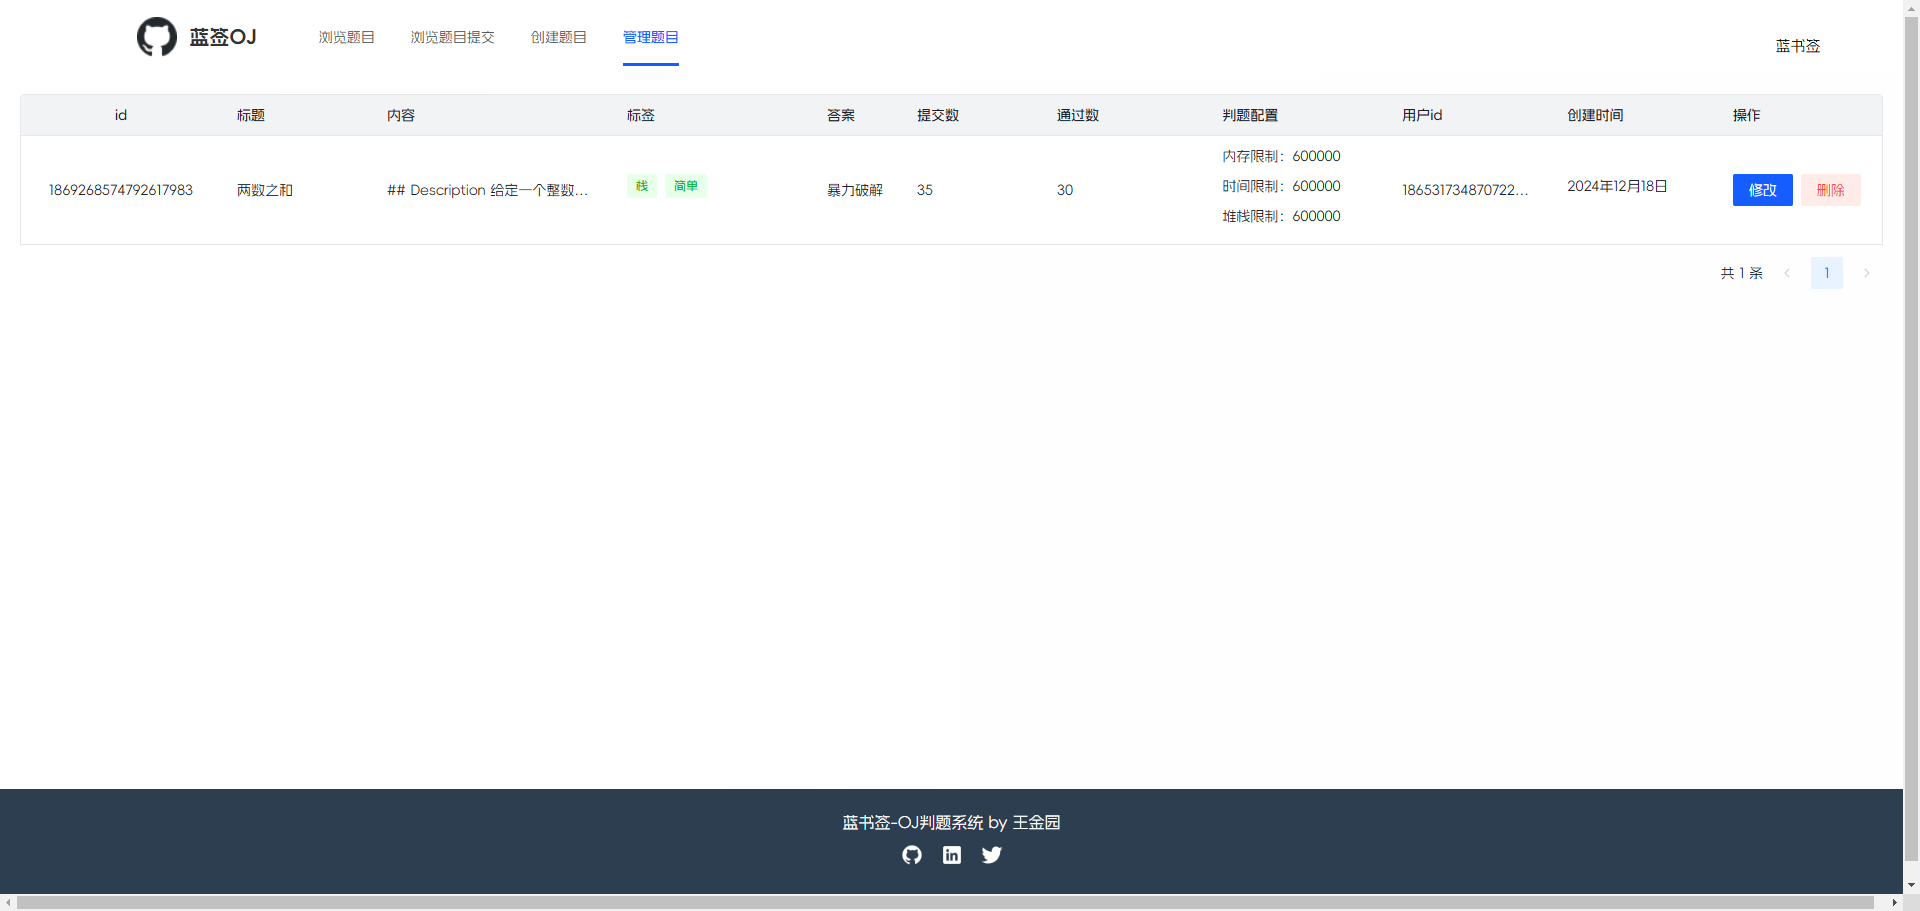 蓝签OJ 浏览题目 浏览题目提交 创建题目 管理题目 蓝书签
id 标题 内容 标签 答案 提交数 通过数 判题配置 用户id 创建时间 操作
1869268574792617983 两数之和 ## Description 给定一个整数... 栈 简单 暴力破解 35 30 内存限制：600000 186531734870722... 2024年12月18日 修改 删除
时间限制：600000
堆栈限制：600000
共 1 条 1
蓝书签-OJ判题系统 by 王金园